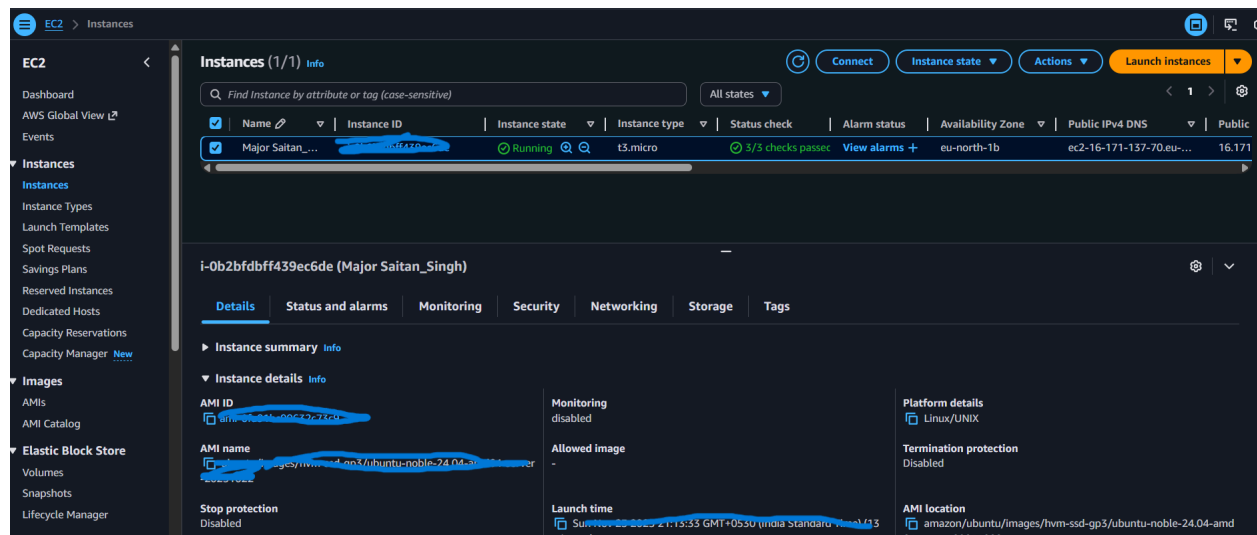 EC2 > Instances
EC2
Dashboard
AWS Global View
Events
Instances
Instances
Instance Types
Launch Templates
Spot Requests
Savings Plans
Reserved Instances
Dedicated Hosts
Capacity Reservations
Capacity Manager New
Images
AMIs
AMI Catalog
Elastic Block Store
Volumes
Snapshots
Lifecycle Manager
Instances (1/1) Info
Connect Instance state Actions Launch instances
Find Instance by attribute or tag (case-sensitive) All states 1
Name Instance ID Instance state Instance type Status check Alarm status Availability Zone Public IPv4 DNS Public
Major Saitan_... Running t3.micro 3/3 checks passec View alarms + eu-north-1b ec2-16-171-137-70.eu-... 16.171
i-0b2bfdbff439ec6de (Major Saitan_Singh)
Details Status and alarms Monitoring Security Networking Storage Tags
Instance summary Info
Instance details Info
AMI ID
Monitoring
disabled
Platform details
Linux/UNIX
AMI name
Allowed image
-
Termination protection
Disabled
Stop protection
Disabled
Launch time
GMT+0530 (India Standard
AMI location
amazon/ubuntu/images/hvm-ssd-gp3/ubuntu-noble-24.04-amd